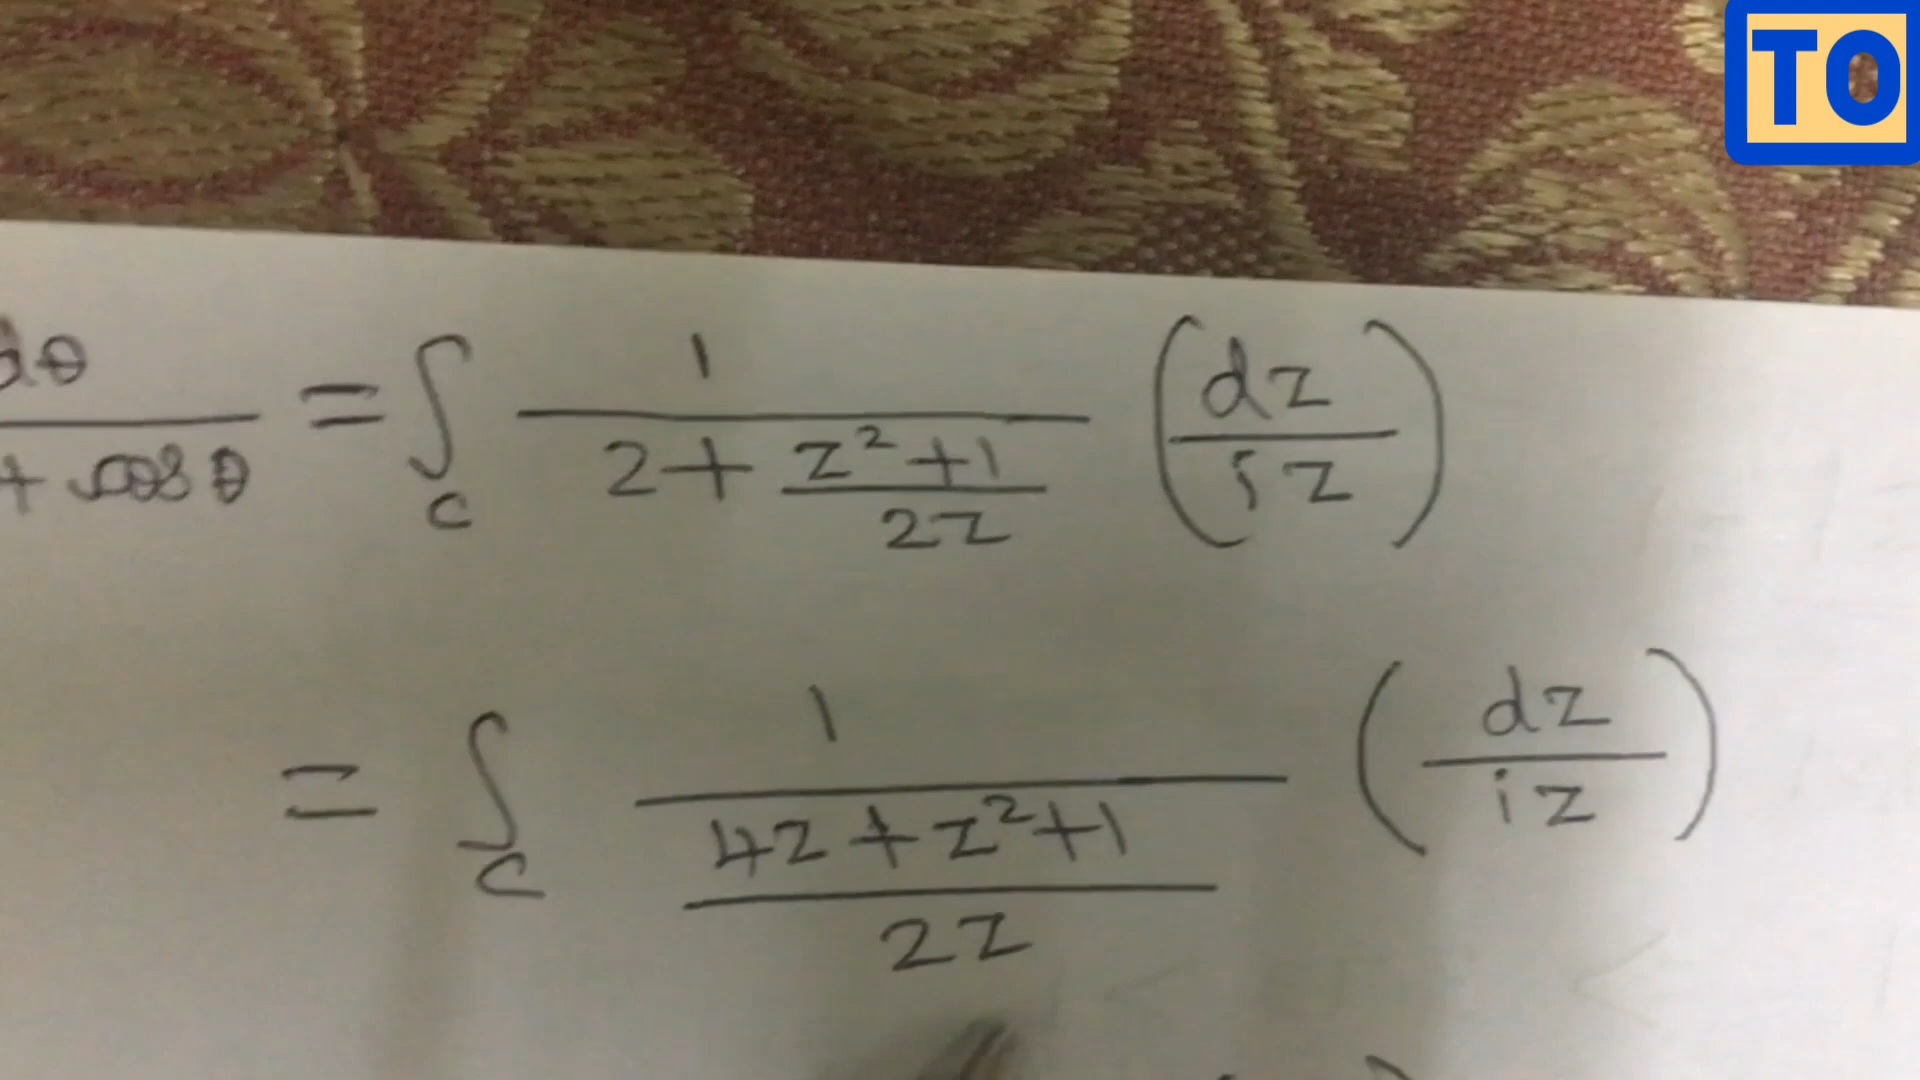 TO
dθ/+ cos θ = ∫_C 1/(2 + (z²+1)/2z) (dz/iz)
= ∫_C 1/((4z + z²+1)/2z) (dz/iz)